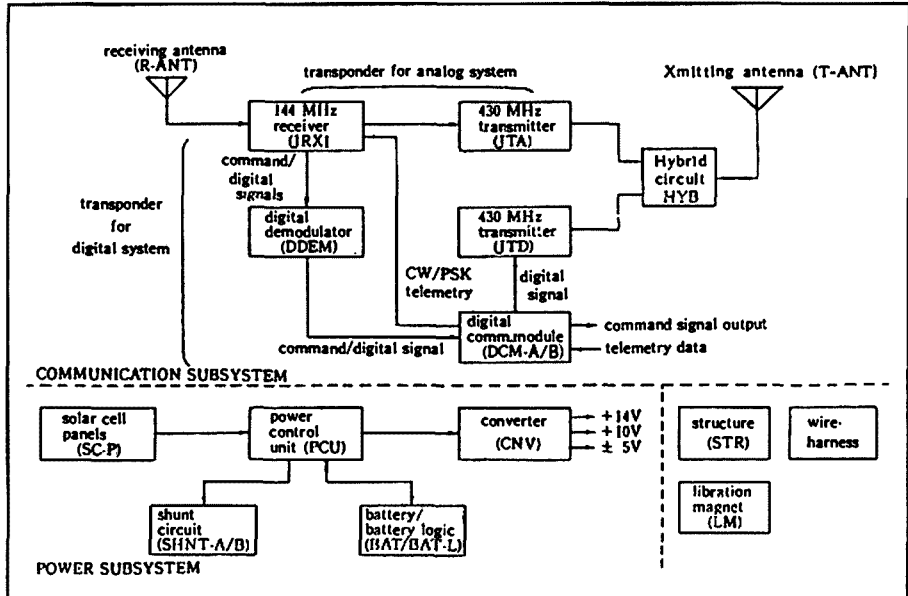 receiving antenna
(R-ANT)
transponder for analog system
Xmitting antenna (T-ANT)
144 MHz
receiver
(JRX)
430 MHz
transmitter
(JTA)
command/
digital
signals
Hybrid
circuit
HYB
transponder
for
digital system
digital
demodulator
(DDEM)
430 MHz
transmitter
(JTD)
CW/PSK
telemetry
digital
signal
digital
comm.module
(DCM-A/B)
command signal output
telemetry data
command/digital signal
COMMUNICATION SUBSYSTEM
solar cell
panels
(SC-P)
power
control
unit (PCU)
converter
(CNV)
+14V
+10V
± 5V
structure
(STR)
wire-
harness
shunt
circuit
(SHNT-A/B)
battery/
battery logic
(BAT/BAT-L)
libration
magnet
(LM)
POWER SUBSYSTEM